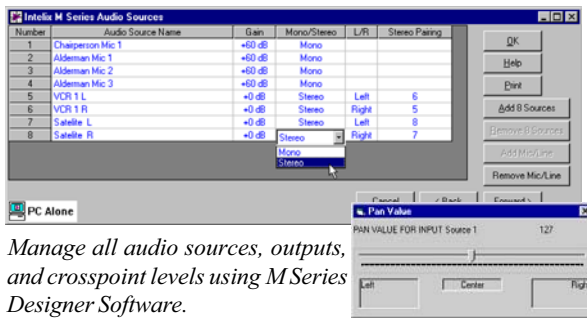 Intelix M Series Audio Sources
Number Audio Source Name Gain Mono/Stereo L/R Stereo Pairing
1 Chairperson Mic 1 +60 dB Mono
2 Alderman Mic 1 +60 dB Mono
3 Alderman Mic 2 +60 dB Mono
4 Alderman Mic 3 +60 dB Mono
5 VCR 1 L +0 dB Stereo Left 6
6 VCR 1 R +0 dB Stereo Right 5
7 Satelite L +0 dB Stereo Left 8
8 Satelite R +0 dB Stereo Right 7
Mono
Stereo
OK
Help
Print
Add 8 Sources
Remove 8 Sources
Add Mic/Line
Remove Mic/Line
Cancel < Back Forward >
PC Alone
Pan Value
PAN VALUE FOR INPUT Source 1 127
Left Center Righ
Manage all audio sources, outputs,
and crosspoint levels using M Series
Designer Software.